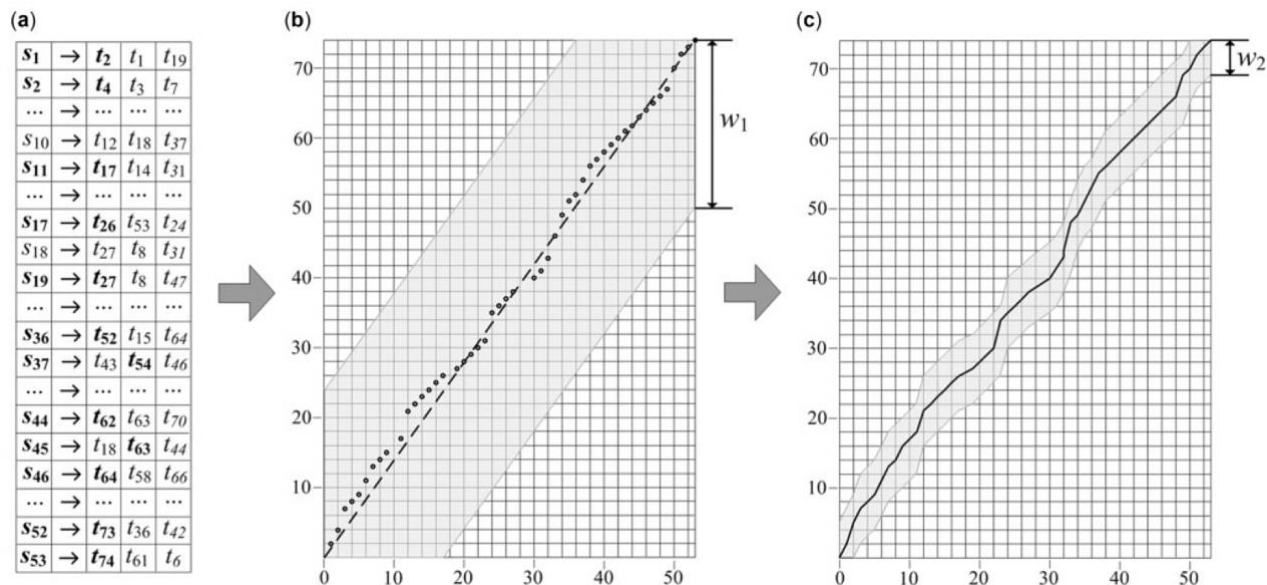 (a)
s1 → t2 t1 t19
s2 → t4 t3 t7
... → ... ... ...
s10 → t12 t18 t37
s11 → t17 t14 t31
... → ... ... ...
s17 → t26 t53 t24
s18 → t27 t8 t31
s19 → t27 t8 t47
... → ... ... ...
s36 → t52 t15 t64
s37 → t43 t54 t46
... → ... ... ...
s44 → t62 t63 t70
s45 → t18 t63 t44
s46 → t64 t58 t66
... → ... ... ...
s52 → t73 t36 t42
s53 → t74 t61 t6
(b)
70
60
50
40
30
20
10
0 10 20 30 40 50
w1
(c)
70
60
50
40
30
20
10
0 10 20 30 40 50
w2